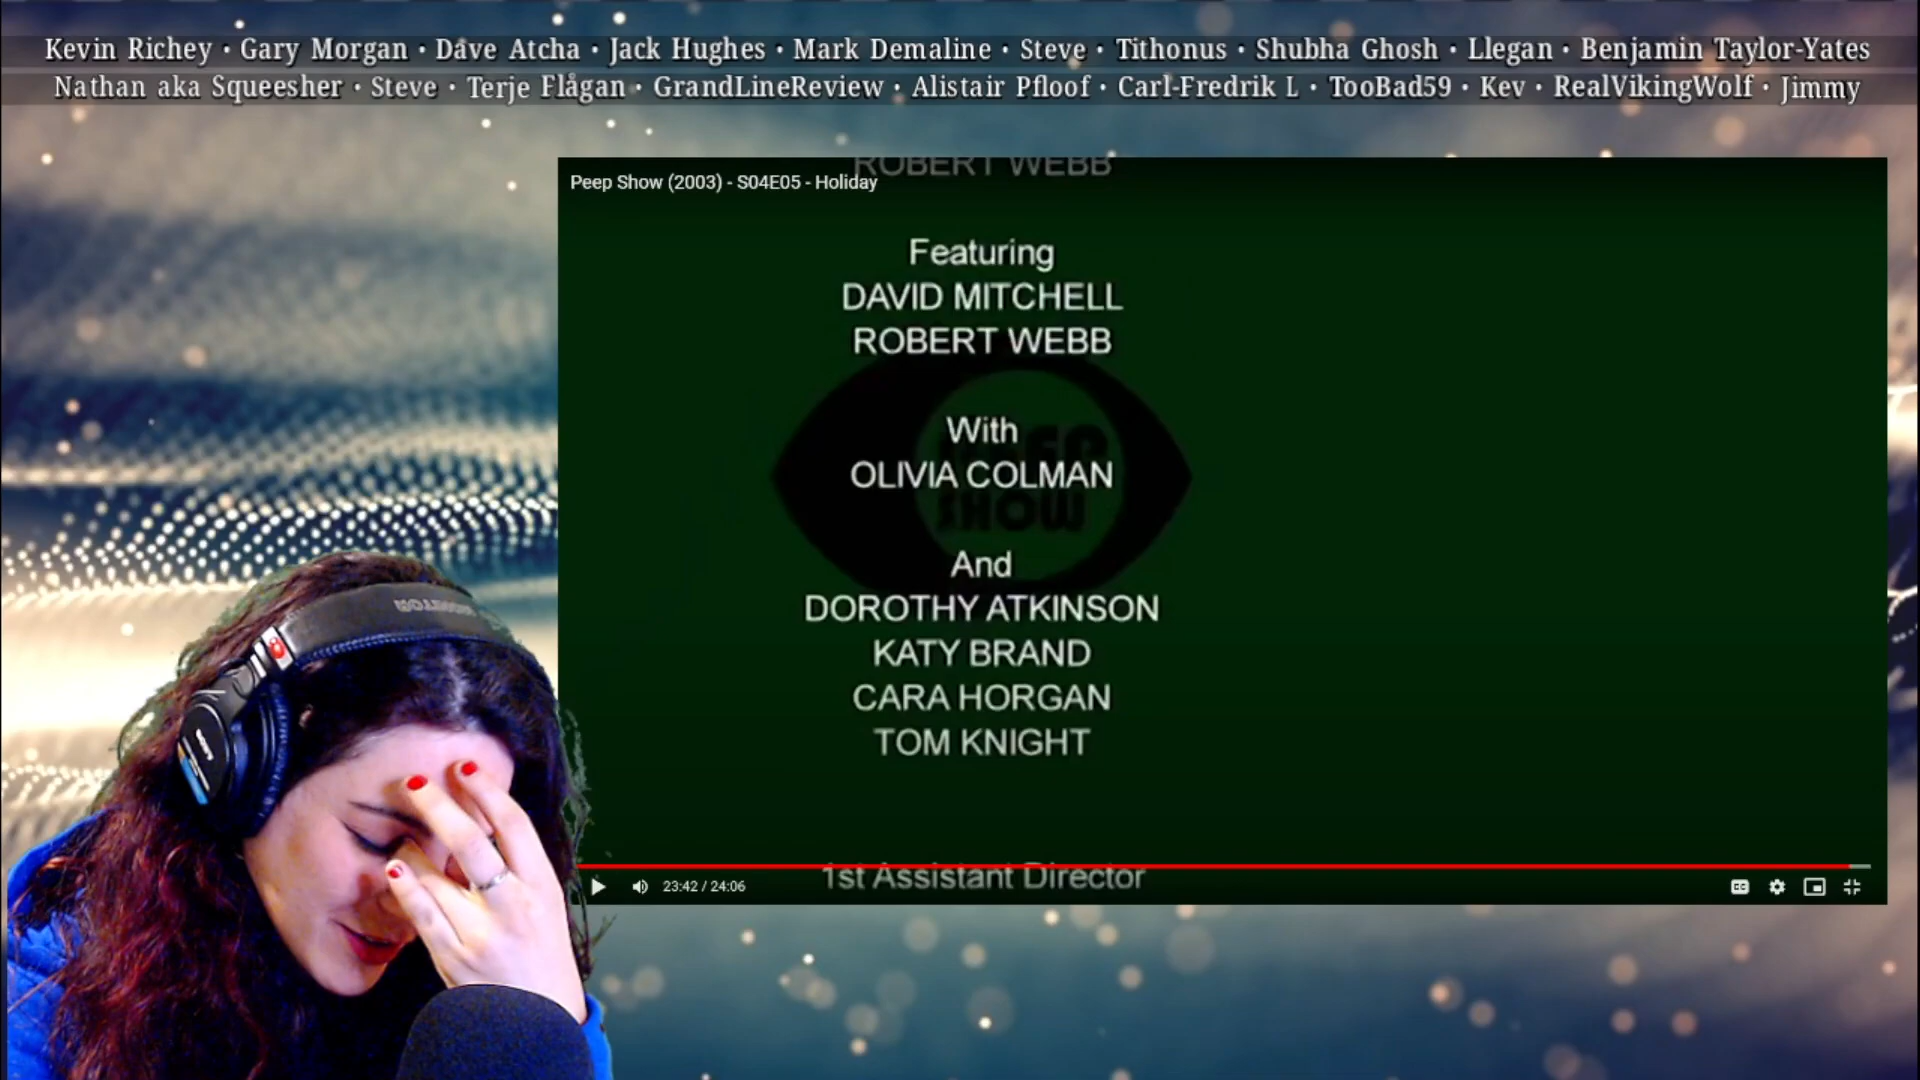 Kevin Richey • Gary Morgan • Dave Atcha • Jack Hughes • Mark Demaline • Steve • Tithonus • Shubha Ghosh • Llegan • Benjamin Taylor-Yates
Nathan aka Squeesher • Steve • Terje Flågan • GrandLineReview • Alistair Pfloof • Carl-Fredrik L • TooBad59 • Kev • RealVikingWolf • Jimmy
ROBERT WEBB
Peep Show (2003) - S04E05 - Holiday
Featuring
DAVID MITCHELL
ROBERT WEBB
With
OLIVIA COLMAN
PEEP
SHOW
And
DOROTHY ATKINSON
KATY BRAND
CARA HORGAN
TOM KNIGHT
1st Assistant Director
23:42 / 24:06
CC